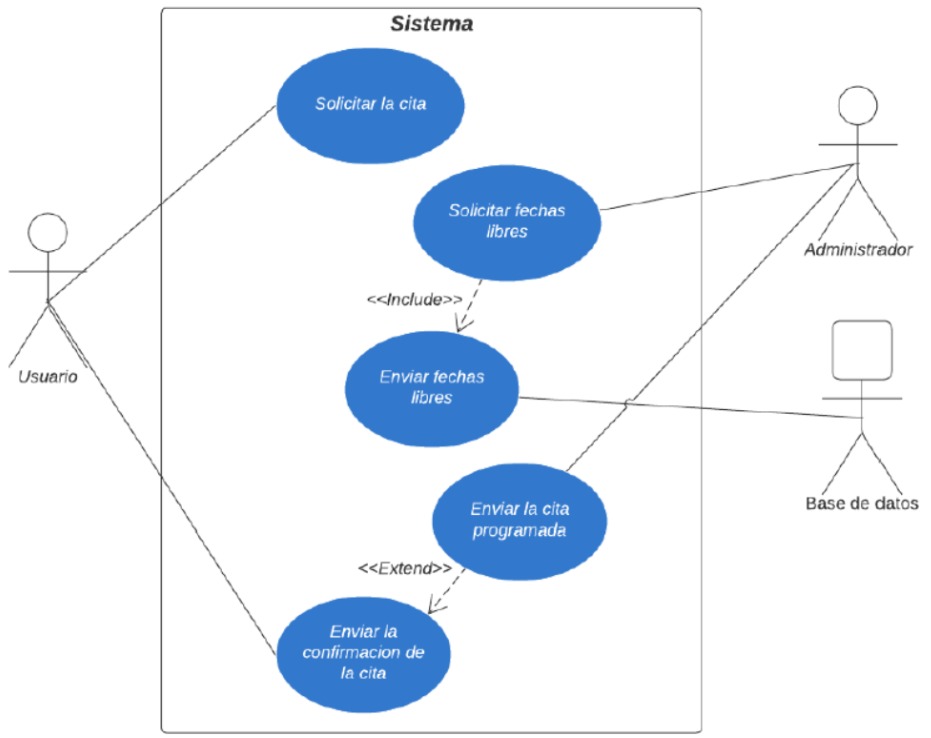 Sistema
Solicitar la cita
Solicitar fechas
libres
Administrador
<<Include>>
Usuario
Enviar fechas
libres
Base de datos
Enviar la cita
programada
<<Extend>>
Enviar la
confirmacion de
la cita